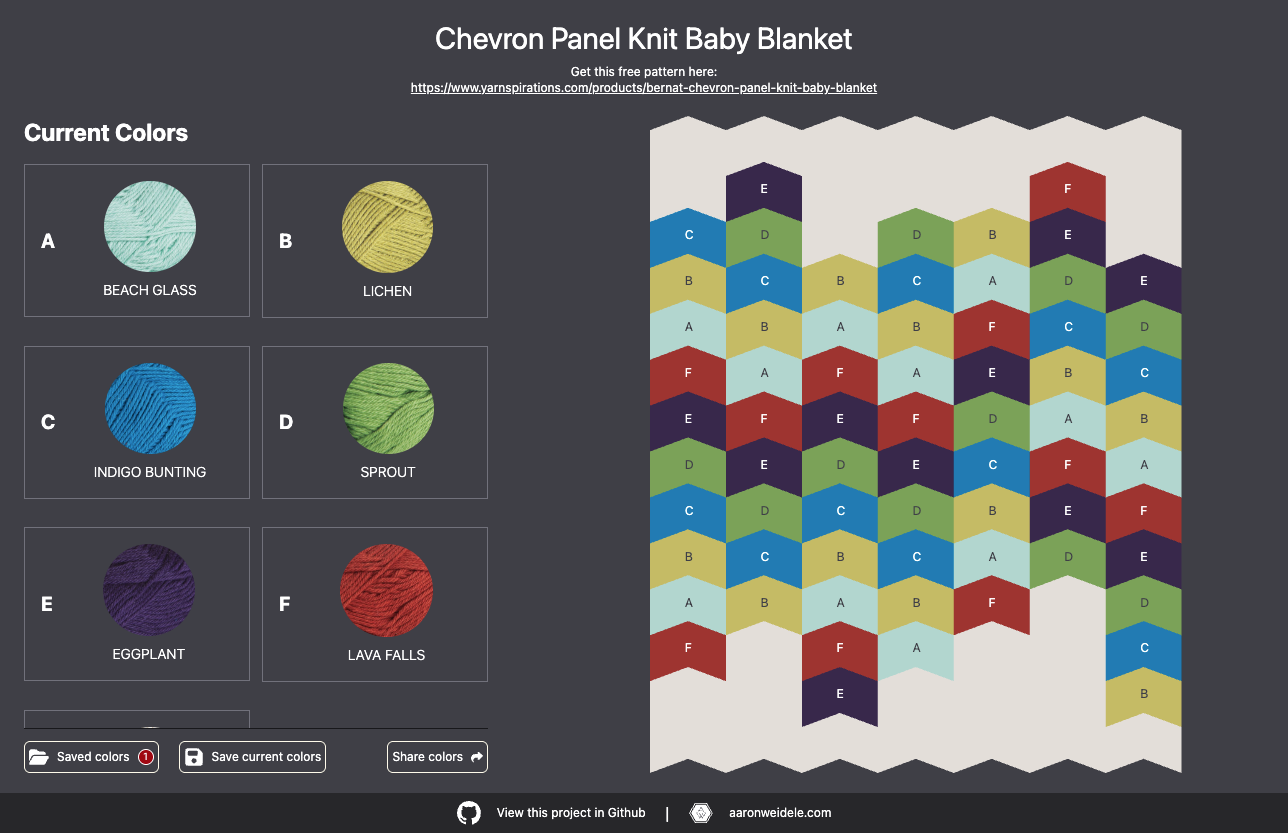 Chevron Panel Knit Baby Blanket
Get this free pattern here:
https://www.yarnspirations.com/products/bernat-chevron-panel-knit-baby-blanket
Current Colors
A
BEACH GLASS
B
LICHEN
C
INDIGO BUNTING
D
SPROUT
E
EGGPLANT
F
LAVA FALLS
Saved colors 1
Save current colors
Share colors
E F
C D D B E
B C B C A D E
A B A B F C D
F A F A E B C
E F E F D A B
D E D E C F A
C D C D B E F
B C B C A D E
A B A B F D
F F A C
E B
View this project in Github | aaronweidele.com